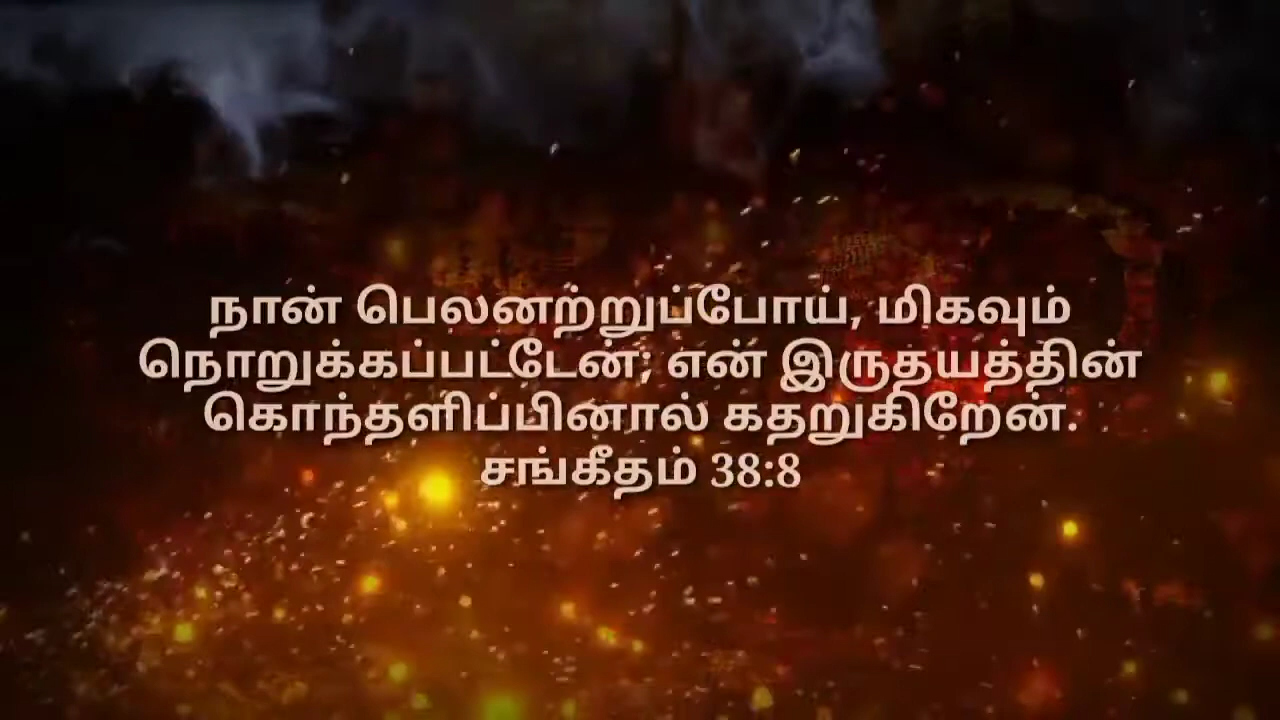 நான் பெலனற்றுப்போய், மிகவும்
நொறுக்கப்பட்டேன்; என் இருதயத்தின்
கொந்தளிப்பினால் கதறுகிறேன்.
சங்கீதம் 38:8